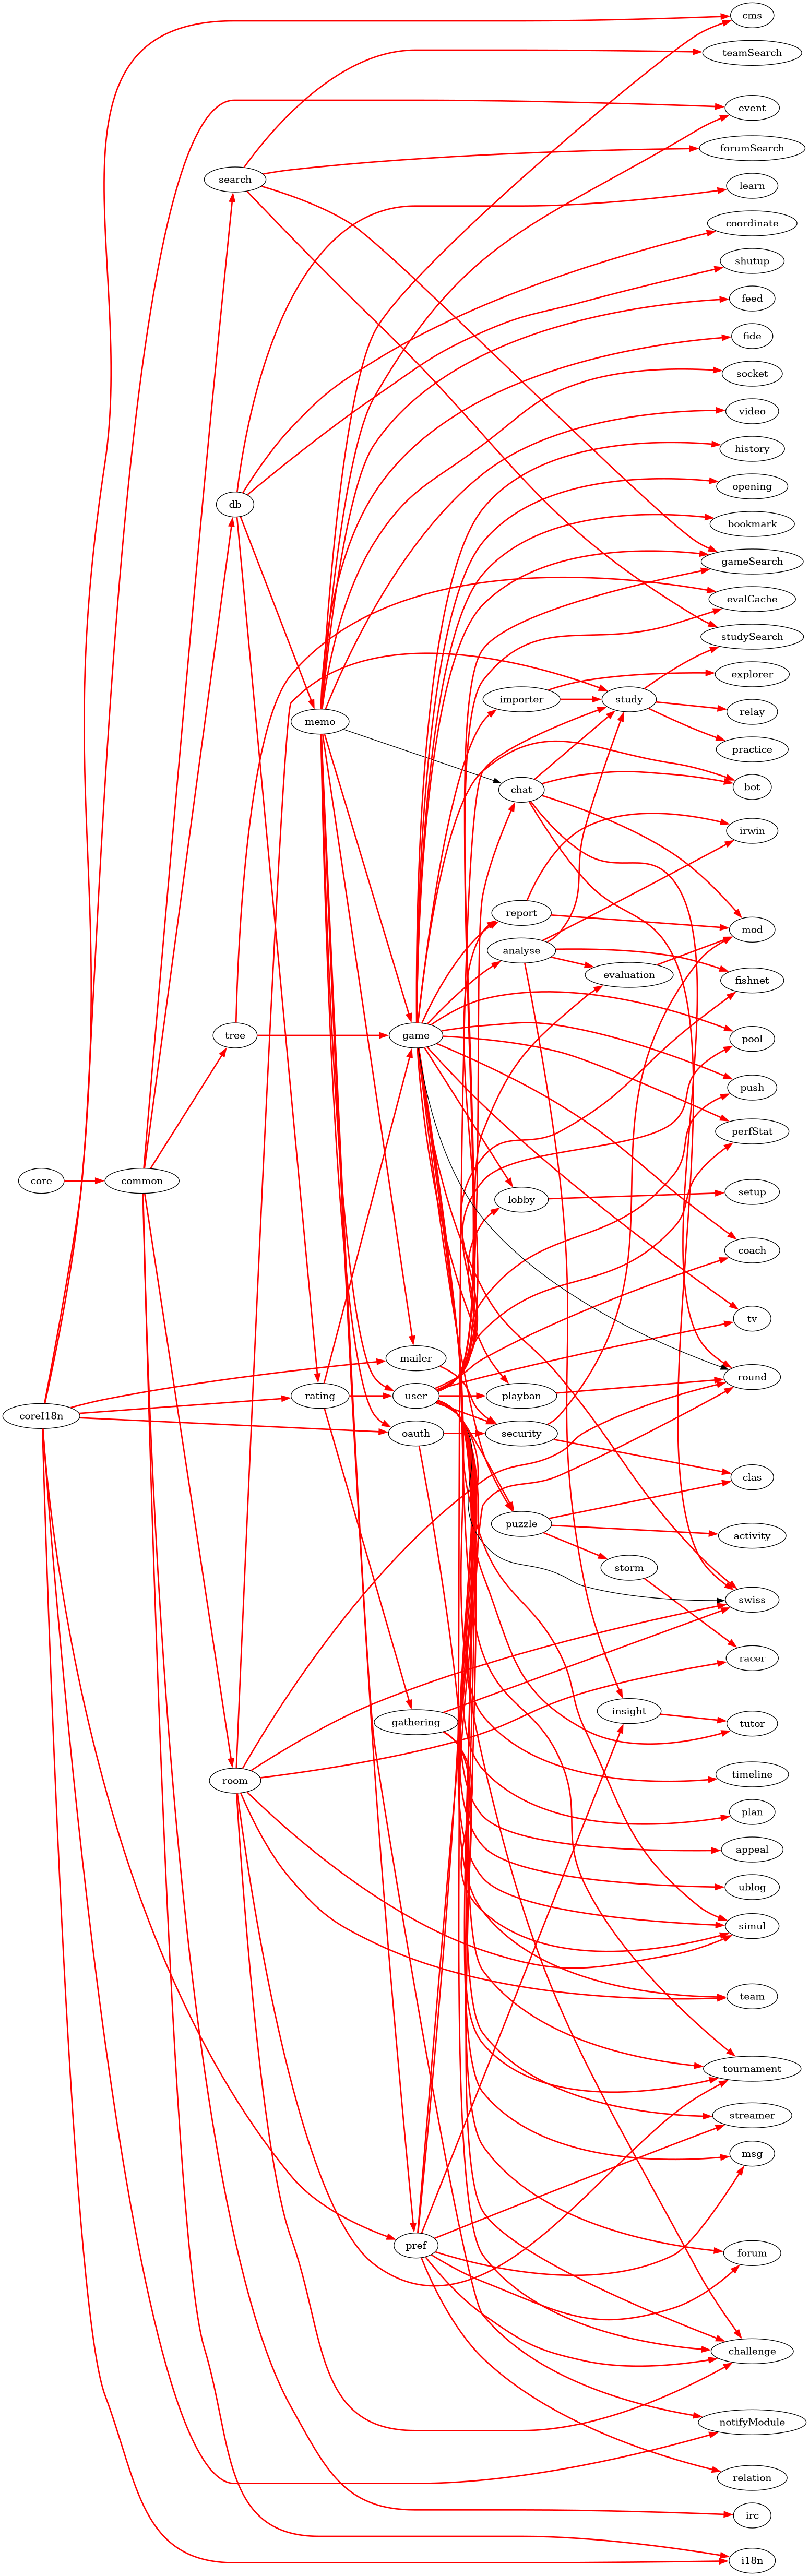 cms
teamSearch
event
forumSearch
search
learn
coordinate
shutup
feed
fide
socket
video
history
db
opening
bookmark
gameSearch
evalCache
studySearch
explorer
importer
study
relay
memo
practice
bot
chat
irwin
report
mod
analyse
evaluation
fishnet
tree
game
pool
push
perfStat
core
common
setup
lobby
coach
tv
mailer
round
rating
user
playban
coreI18n
oauth
security
clas
puzzle
activity
storm
swiss
racer
insight
gathering
tutor
timeline
room
plan
appeal
ublog
simul
team
tournament
streamer
msg
pref
forum
challenge
notifyModule
relation
irc
i18n